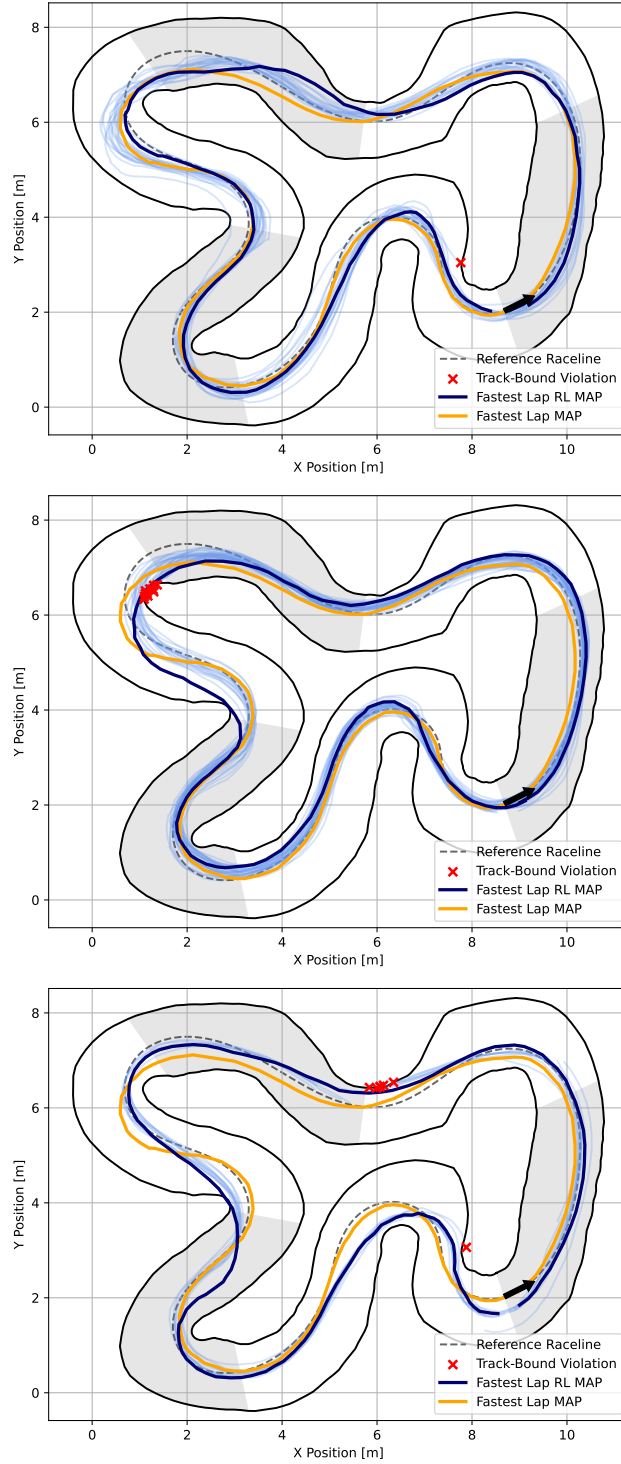 8
6
4
2
0
Y Position [m]
0 2 4 6 8 10
X Position [m]
Reference Raceline
Track-Bound Violation
Fastest Lap RL MAP
Fastest Lap MAP
8
6
4
2
0
Y Position [m]
0 2 4 6 8 10
X Position [m]
Reference Raceline
Track-Bound Violation
Fastest Lap RL MAP
Fastest Lap MAP
8
6
4
2
0
Y Position [m]
0 2 4 6 8 10
X Position [m]
Reference Raceline
Track-Bound Violation
Fastest Lap RL MAP
Fastest Lap MAP